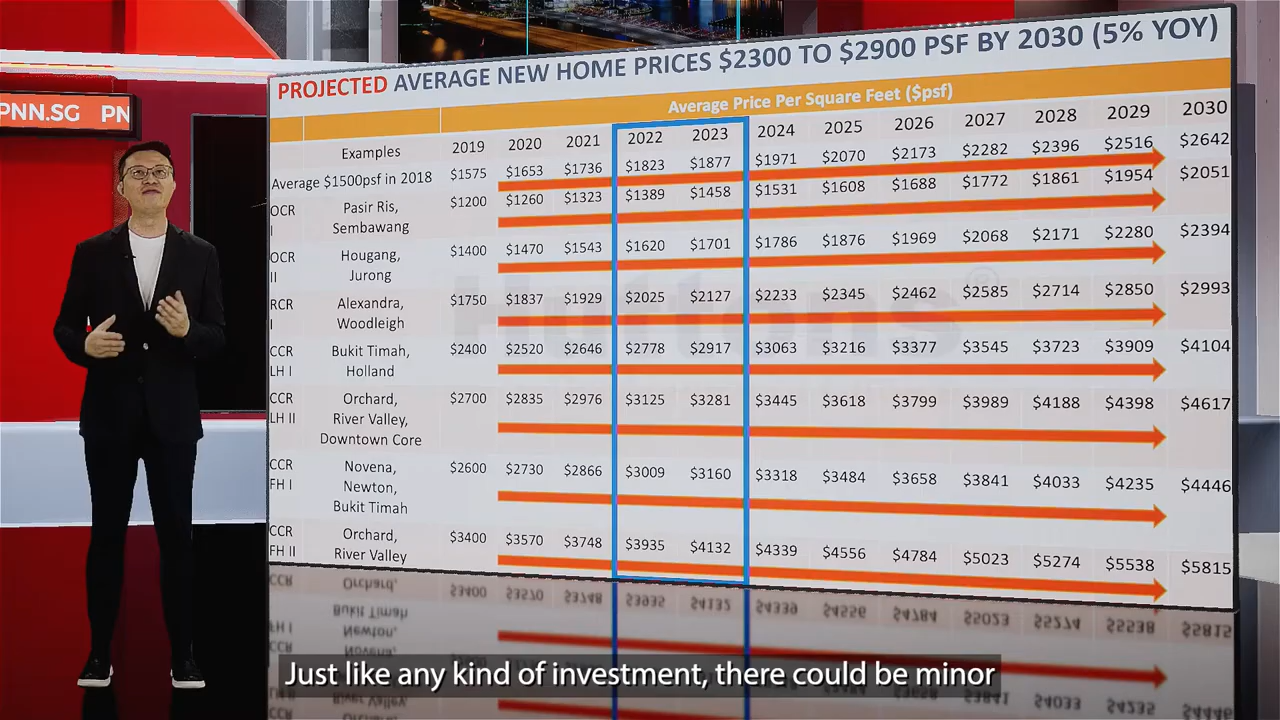 PNN.SG PN
PROJECTED AVERAGE NEW HOME PRICES $2300 TO $2900 PSF BY 2030 (5% YOY)
Average Price Per Square Feet ($psf)
Examples 2019 2020 2021 2022 2023 2024 2025 2026 2027 2028 2029 2030
Average $1500psf in 2018 $1575 $1653 $1736 $1823 $1877 $1971 $2070 $2173 $2282 $2396 $2516 $2642
OCR I Pasir Ris, $1200 $1260 $1323 $1389 $1458 $1531 $1608 $1688 $1772 $1861 $1954 $2051
Sembawang
OCR II Hougang, $1400 $1470 $1543 $1620 $1701 $1786 $1876 $1969 $2068 $2171 $2280 $2394
Jurong
RCR I Alexandra, $1750 $1837 $1929 $2025 $2127 $2233 $2345 $2462 $2585 $2714 $2850 $2993
Woodleigh
CCR Bukit Timah, $2400 $2520 $2646 $2778 $2917 $3063 $3216 $3377 $3545 $3723 $3909 $4104
LH I Holland
CCR Orchard, $2700 $2835 $2976 $3125 $3281 $3445 $3618 $3799 $3989 $4188 $4398 $4617
LH II River Valley,
Downtown Core
CCR Novena, $2600 $2730 $2866 $3009 $3160 $3318 $3484 $3658 $3841 $4033 $4235 $4446
FH I Newton,
Bukit Timah
CCR Orchard, $3400 $3570 $3748 $3935 $4132 $4339 $4556 $4784 $5023 $5274 $5538 $5815
FH II River Valley
Huttons®
Just like any kind of investment, there could be minor